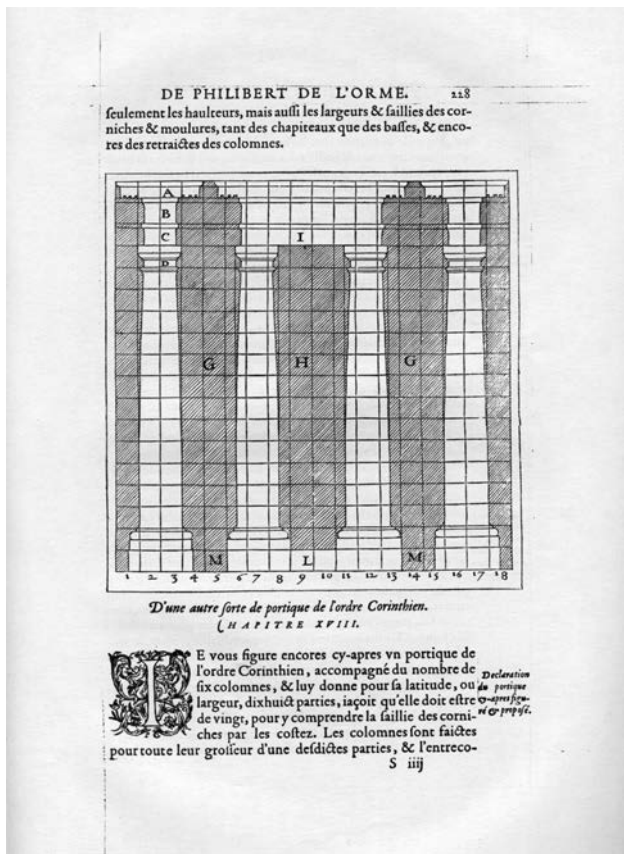 DE PHILIBERT DE L'ORME. 228
ſeulement les haulteurs, mais auſſi les largeurs & ſaillies des cor-
niches & moulures, tant des chapiteaux que des baſſes, & enco-
res des retraictes des colomnes.
A
B
C I
D
G H G
M L M
1 2 3 4 5 6 7 8 9 10 11 12 13 14 15 16 17 18
D'une autre ſorte de portique de l'ordre Corinthien.
CHAPITRE XVIII.
IE vous figure encores cy-apres vn portique de
l'ordre Corinthien, accompagné du nombre de
ſix colomnes, & luy donne pour ſa latitude, ou
largeur, dixhuict parties, iaçoit qu'elle doit eſtre
de vingt, pour y comprendre la ſaillie des corni-
ches par les coſtez. Les colomnes ſont faictes
pour toute leur groſſeur d'une deſdictes parties, & l'entreco-
Declaration
du portique
cy-apres figu-
ré & propoſé.
S iiij